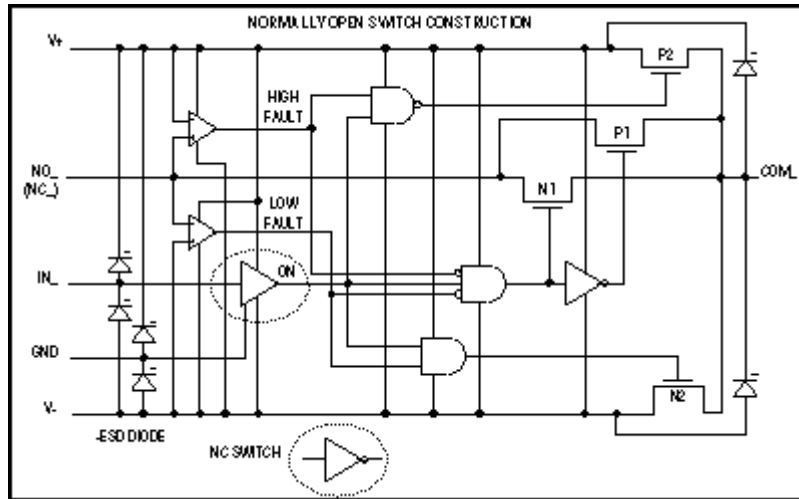 NORMALLY OPEN SWITCH CONSTRUCTION
V+
P2
HIGH
FAULT
P1
NO_
(NC_)
COM_
N1
LOW
FAULT
ON
IN_
GND
N2
V-
-ESD DIODE
NC SWITCH